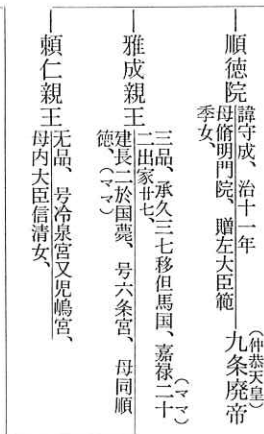 順徳院
諱守成、治十一年
母脩明門院、贈左大臣範
季女、
(仲恭天皇)
九条廃帝
雅成親王
三品、承久三七移但馬国、嘉禄二十
(ママ)
二出家廿七、
建長二於国薨、号六条宮、母同順
徳、(ママ)
頼仁親王
无品、号冷泉宮又児嶋宮、
母内大臣信清女、